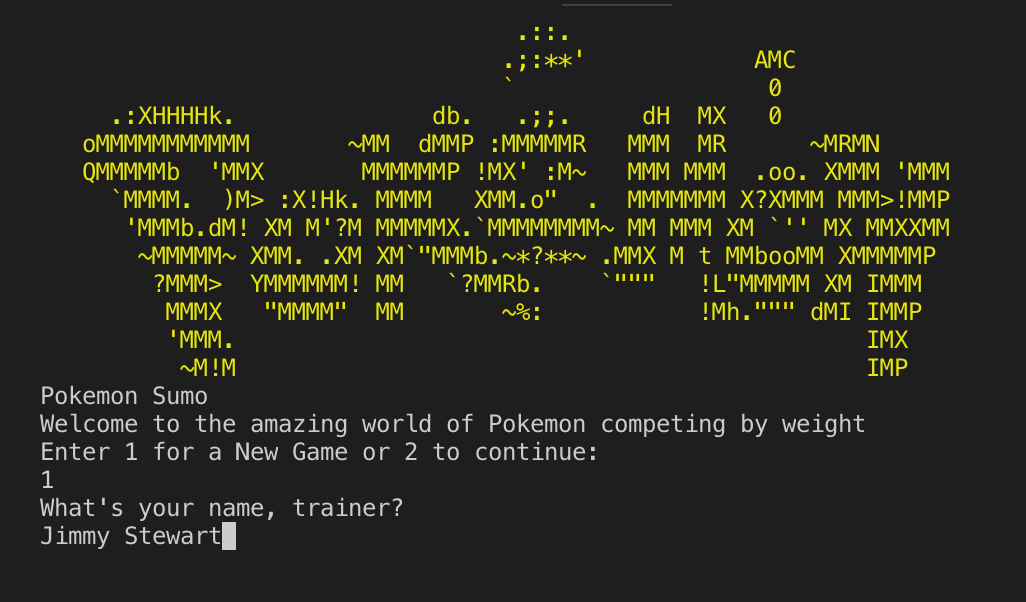 .::.
                                 .;:**'            AMC
                                 `                  0
     .:XHHHHk.              db.   .;;.     dH  MX   0
   oMMMMMMMMMMM       ~MM  dMMP :MMMMMR   MMM  MR      ~MRMN
   QMMMMMb  'MMX       MMMMMMP !MX' :M~   MMM MMM  .oo. XMMM 'MMM
     `MMMM.  )M> :X!Hk. MMMM   XMM.o"  .  MMMMMMM X?XMMM MMM>!MMP
      'MMMb.dM! XM M'?M MMMMMX.`MMMMMMMM~ MM MMM XM `'' MX MMXXMM
       ~MMMMM~ XMM. .XM XM`"MMMb.~*?**~ .MMX M t MMbooMM XMMMMMP
        ?MMM>  YMMMMMM! MM   `?MMRb.    `"""   !L"MMMMM XM IMMM
         MMMX   "MMMM"  MM       ~%:           !Mh.""" dMI IMMP
         'MMM.                                             IMX
          ~M!M                                             IMP
Pokemon Sumo
Welcome to the amazing world of Pokemon competing by weight
Enter 1 for a New Game or 2 to continue:
1
What's your name, trainer?
Jimmy Stewart